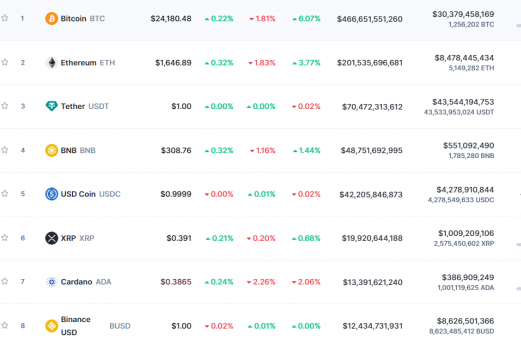 1 Bitcoin BTC $24,180.48 0.22% 1.81% 6.07% $466,651,551,260 $30,379,458,169
1,256,202 BTC
2 Ethereum ETH $1,646.89 0.32% 1.83% 3.77% $201,535,696,681 $8,478,445,434
5,149,282 ETH
3 Tether USDT $1.00 0.00% 0.00% 0.02% $70,472,313,612 $43,544,194,753
43,533,953,024 USDT
4 BNB BNB $308.76 0.32% 1.16% 1.44% $48,751,692,995 $551,092,490
1,785,280 BNB
5 USD Coin USDC $0.9999 0.00% 0.01% 0.02% $42,205,846,873 $4,278,910,844
4,278,549,633 USDC
6 XRP XRP $0.391 0.21% 0.20% 0.68% $19,920,644,188 $1,009,209,106
2,575,450,602 XRP
7 Cardano ADA $0.3865 0.24% 2.26% 2.06% $13,391,621,240 $386,909,249
1,001,119,625 ADA
8 Binance USD BUSD $1.00 0.02% 0.01% 0.00% $12,434,731,931 $8,626,501,366
8,623,485,412 BUSD